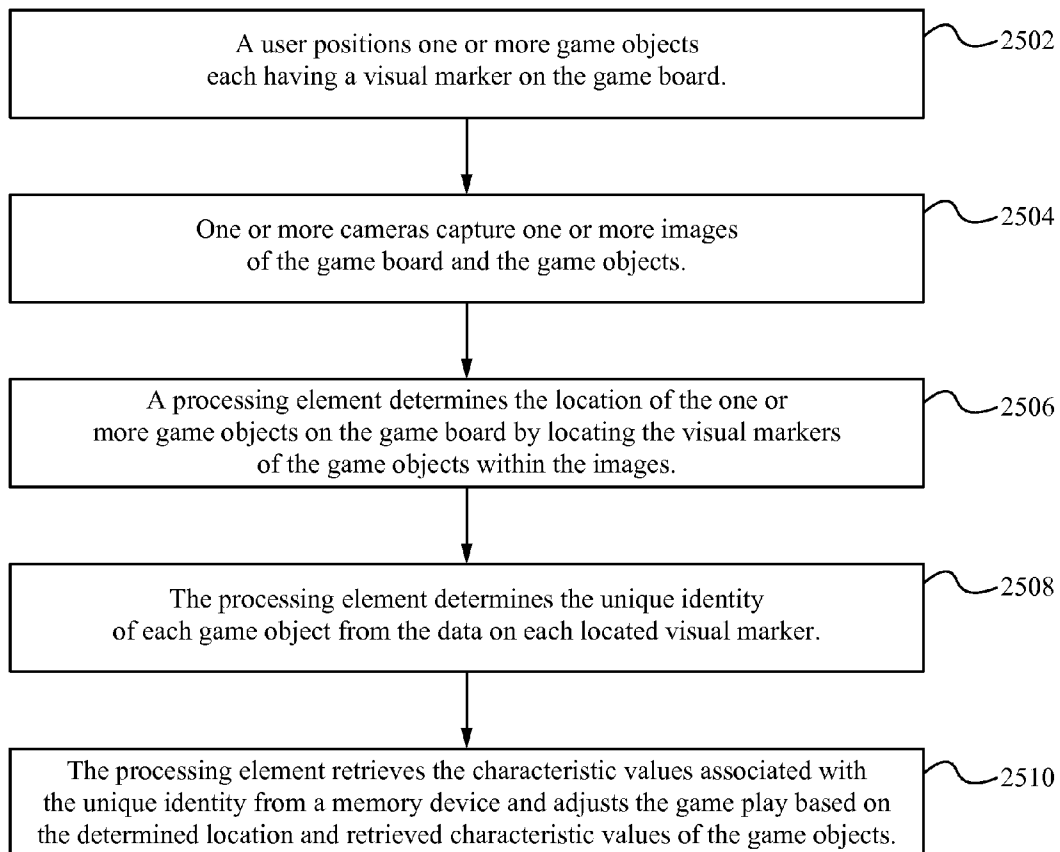 A user positions one or more game objects
each having a visual marker on the game board.
2502
One or more cameras capture one or more images
of the game board and the game objects.
2504
A processing element determines the location of the one or
more game objects on the game board by locating the visual markers
of the game objects within the images.
2506
The processing element determines the unique identity
of each game object from the data on each located visual marker.
2508
The processing element retrieves the characteristic values associated with
the unique identity from a memory device and adjusts the game play based on
the determined location and retrieved characteristic values of the game objects.
2510